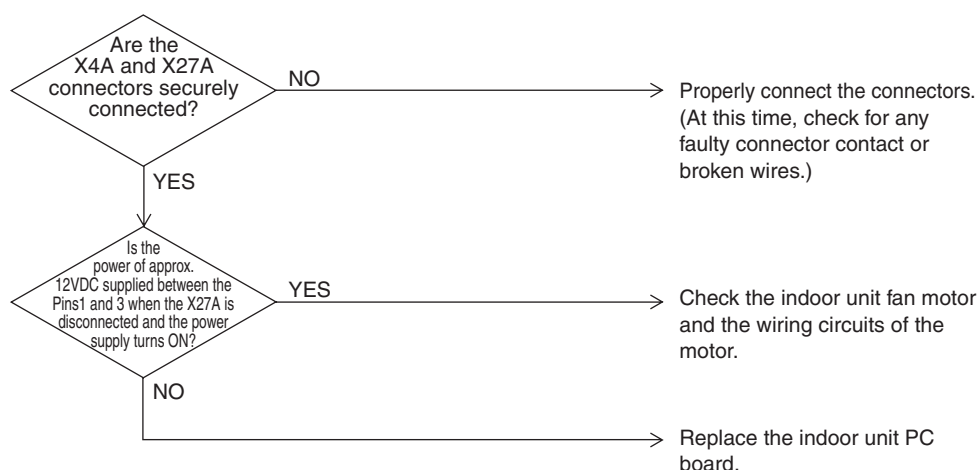 Are the
X4A and X27A
connectors securely
connected?
NO
Properly connect the connectors.
(At this time, check for any
faulty connector contact or
broken wires.)
YES
Is the
power of approx.
12VDC supplied between the
Pins1 and 3 when the X27A is
disconnected and the power
supply turns ON?
YES
Check the indoor unit fan motor
and the wiring circuits of the
motor.
NO
Replace the indoor unit PC
board.